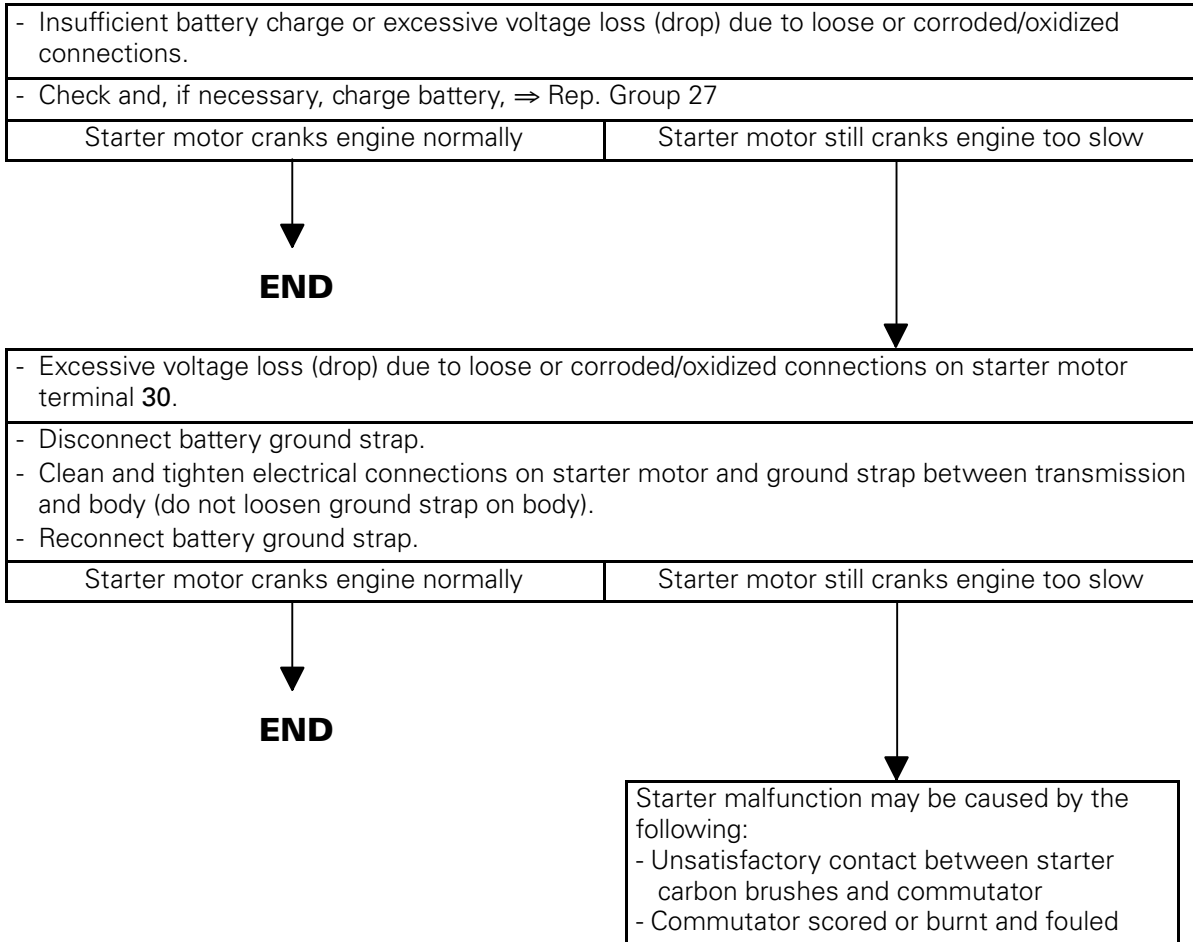 - Insufficient battery charge or excessive voltage loss (drop) due to loose or corroded/oxidized
connections.
- Check and, if necessary, charge battery, ⇒ Rep. Group 27
Starter motor cranks engine normally
Starter motor still cranks engine too slow
END
- Excessive voltage loss (drop) due to loose or corroded/oxidized connections on starter motor
terminal 30.
- Disconnect battery ground strap.
- Clean and tighten electrical connections on starter motor and ground strap between transmission
and body (do not loosen ground strap on body).
- Reconnect battery ground strap.
Starter motor cranks engine normally
Starter motor still cranks engine too slow
END
Starter malfunction may be caused by the
following:
- Unsatisfactory contact between starter
carbon brushes and commutator
- Commutator scored or burnt and fouled